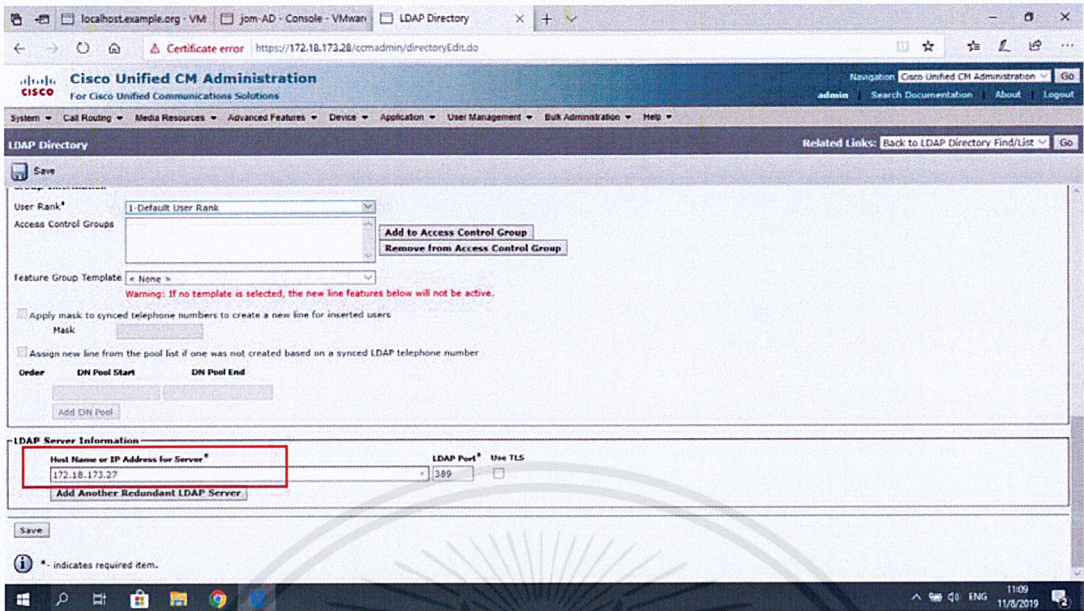 localhost.example.org - VM jom-AD - Console - VMwan LDAP Directory
Certificate error https://172.18.173.28/ccmadmin/directoryEdit.do
cisco Cisco Unified CM Administration
For Cisco Unified Communications Solutions
Navigation Cisco Unified CM Administration Go
admin Search Documentation About Logout
System Call Routing Media Resources Advanced Features Device Application User Management Bulk Administration Help
LDAP Directory Related Links: Back to LDAP Directory Find/List Go
Save
Group Information
User Rank* 1-Default User Rank
Access Control Groups
Add to Access Control Group
Remove from Access Control Group
Feature Group Template < None >
Warning: If no template is selected, the new line features below will not be active.
Apply mask to synced telephone numbers to create a new line for inserted users
Mask
Assign new line from the pool list if one was not created based on a synced LDAP telephone number
Order DN Pool Start DN Pool End
Add DN Pool
LDAP Server Information
Host Name or IP Address for Server* LDAP Port* Use TLS
172.18.173.27 389
Add Another Redundant LDAP Server
Save
*- indicates required item.
ENG 11:09
11/8/2019